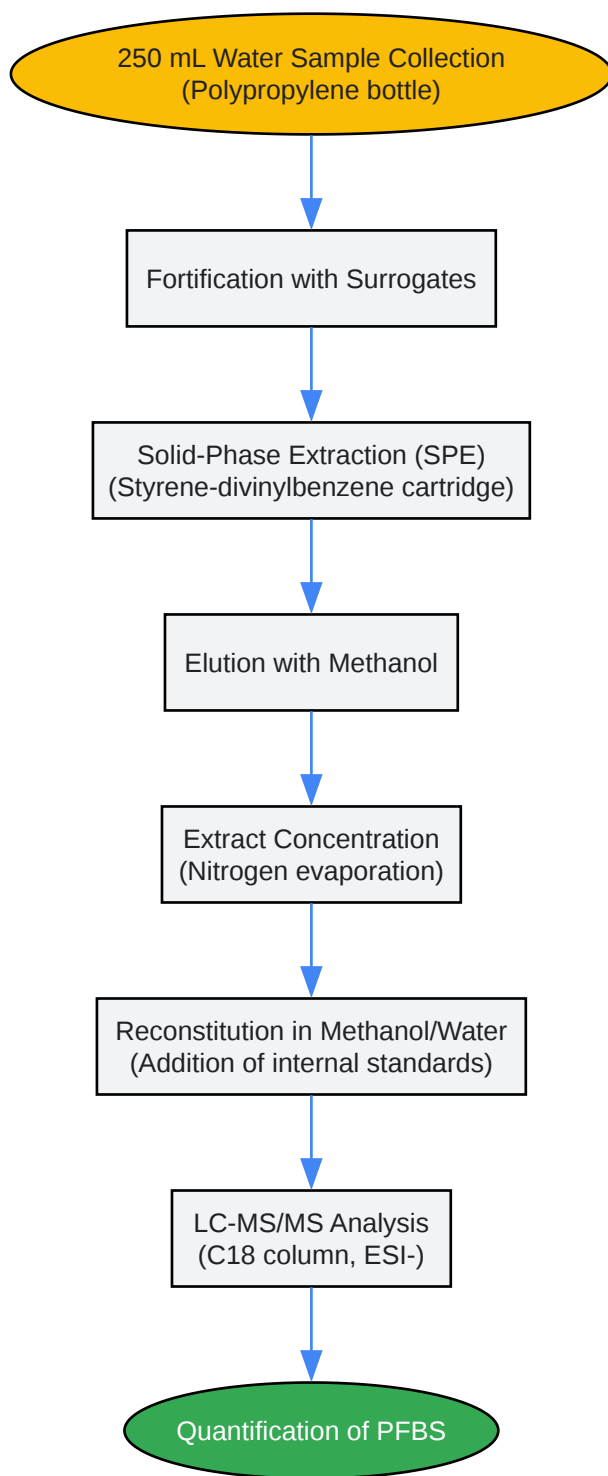 250 mL Water Sample Collection
(Polypropylene bottle)
Fortification with Surrogates
Solid-Phase Extraction (SPE)
(Styrene-divinylbenzene cartridge)
Elution with Methanol
Extract Concentration
(Nitrogen evaporation)
Reconstitution in Methanol/Water
(Addition of internal standards)
LC-MS/MS Analysis
(C18 column, ESI-)
Quantification of PFBS